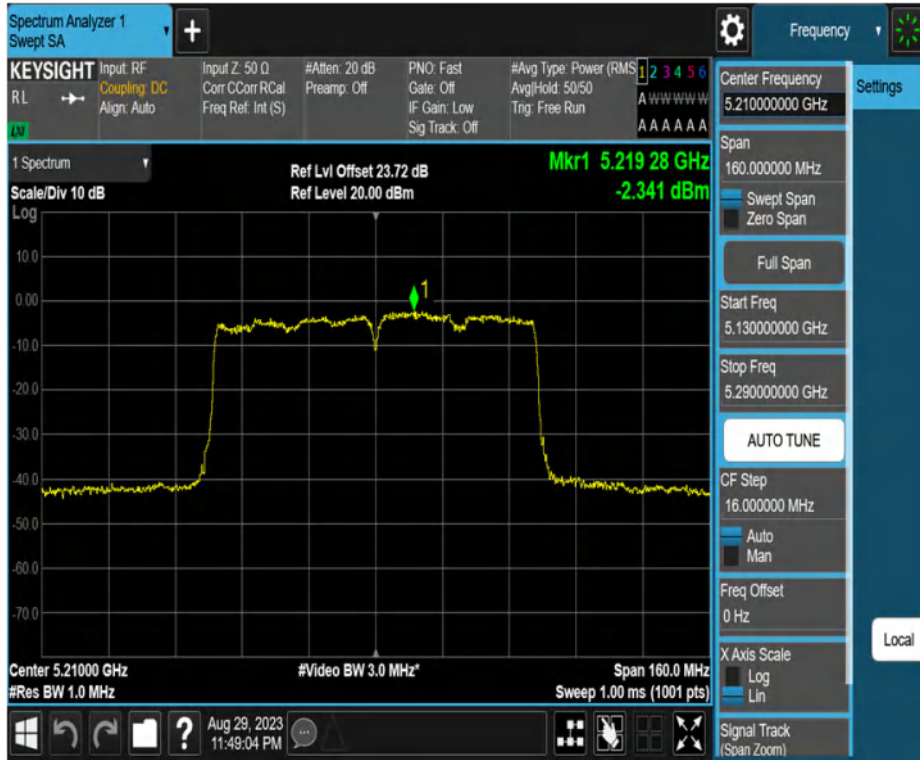 Spectrum Analyzer 1
Swept SA
+
Frequency
KEYSIGHT
RL
LXI
Input: RF
Coupling: DC
Align: Auto
Input Z: 50 Ω
Corr CCorr RCal
Freq Ref: Int (S)
#Atten: 20 dB
Preamp: Off
PNO: Fast
Gate: Off
IF Gain: Low
Sig Track: Off
#Avg Type: Power (RMS
Avg|Hold: 50/50
Trig: Free Run
1 2 3 4 5 6
A W W W W W
A A A A A A
1 Spectrum
Scale/Div 10 dB
Log
Ref Lvl Offset 23.72 dB
Ref Level 20.00 dBm
Mkr1 5.219 28 GHz
-2.341 dBm
10.0
0.00
-10.0
-20.0
-30.0
-40.0
-50.0
-60.0
-70.0
1
Center 5.21000 GHz
#Res BW 1.0 MHz
#Video BW 3.0 MHz*
Span 160.0 MHz
Sweep 1.00 ms (1001 pts)
Aug 29, 2023
11:49:04 PM
?
Center Frequency
5.210000000 GHz
Span
160.000000 MHz
Swept Span
Zero Span
Full Span
Start Freq
5.130000000 GHz
Stop Freq
5.290000000 GHz
AUTO TUNE
CF Step
16.000000 MHz
Auto
Man
Freq Offset
0 Hz
X Axis Scale
Log
Lin
Signal Track
(Span Zoom)
Settings
Local